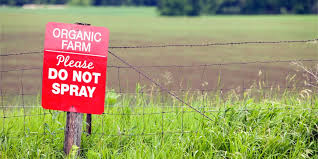 ORGANIC
FARM
Please
DO NOT
SPRAY